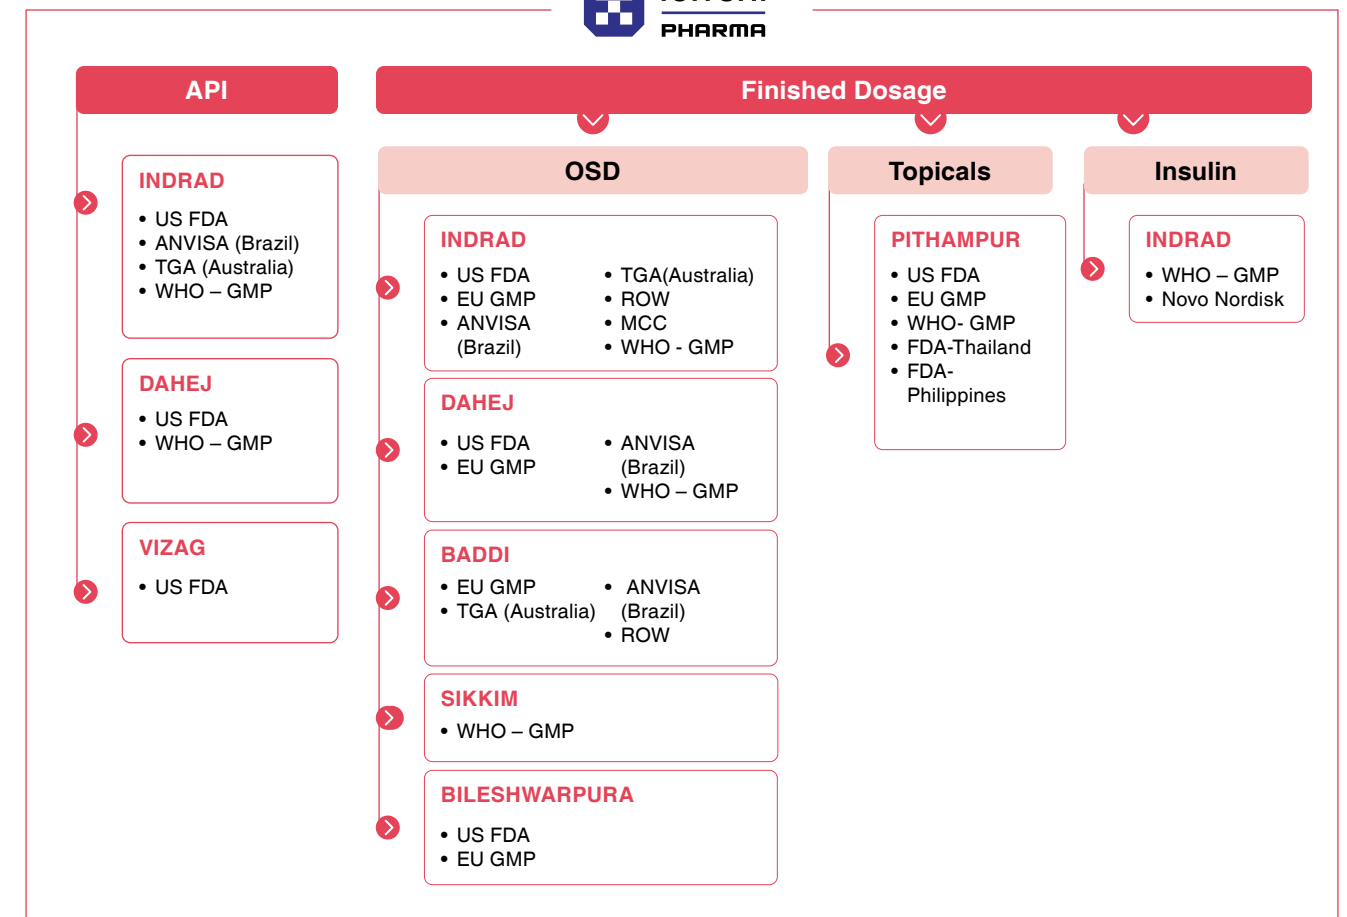 PHARMA
API
INDRAD
• US FDA
• ANVISA (Brazil)
• TGA (Australia)
• WHO – GMP
DAHEJ
• US FDA
• WHO – GMP
VIZAG
• US FDA
Finished Dosage
OSD
INDRAD
• US FDA
• EU GMP
• ANVISA
(Brazil)
• TGA(Australia)
• ROW
• MCC
• WHO - GMP
DAHEJ
• US FDA
• EU GMP
• ANVISA
(Brazil)
• WHO – GMP
BADDI
• EU GMP
• TGA (Australia)
• ANVISA
(Brazil)
• ROW
SIKKIM
• WHO – GMP
BILESHWARPURA
• US FDA
• EU GMP
Topicals
PITHAMPUR
• US FDA
• EU GMP
• WHO- GMP
• FDA-Thailand
• FDA-
Philippines
Insulin
INDRAD
• WHO – GMP
• Novo Nordisk